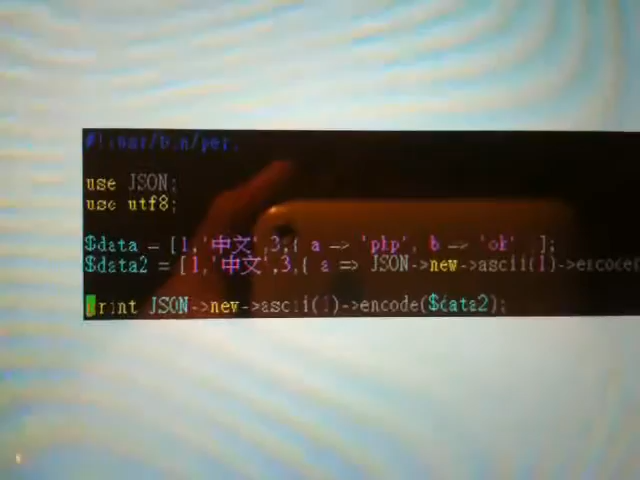 #!/usr/bin/perl
use JSON;
use utf8;
$data = [1,'中文',3,{ a => 'php', b => 'ok' }];
$data2 = [1,'中文',3,{ a => JSON->new->ascii(1)->
print JSON->new->ascii(1)->encode($data2);